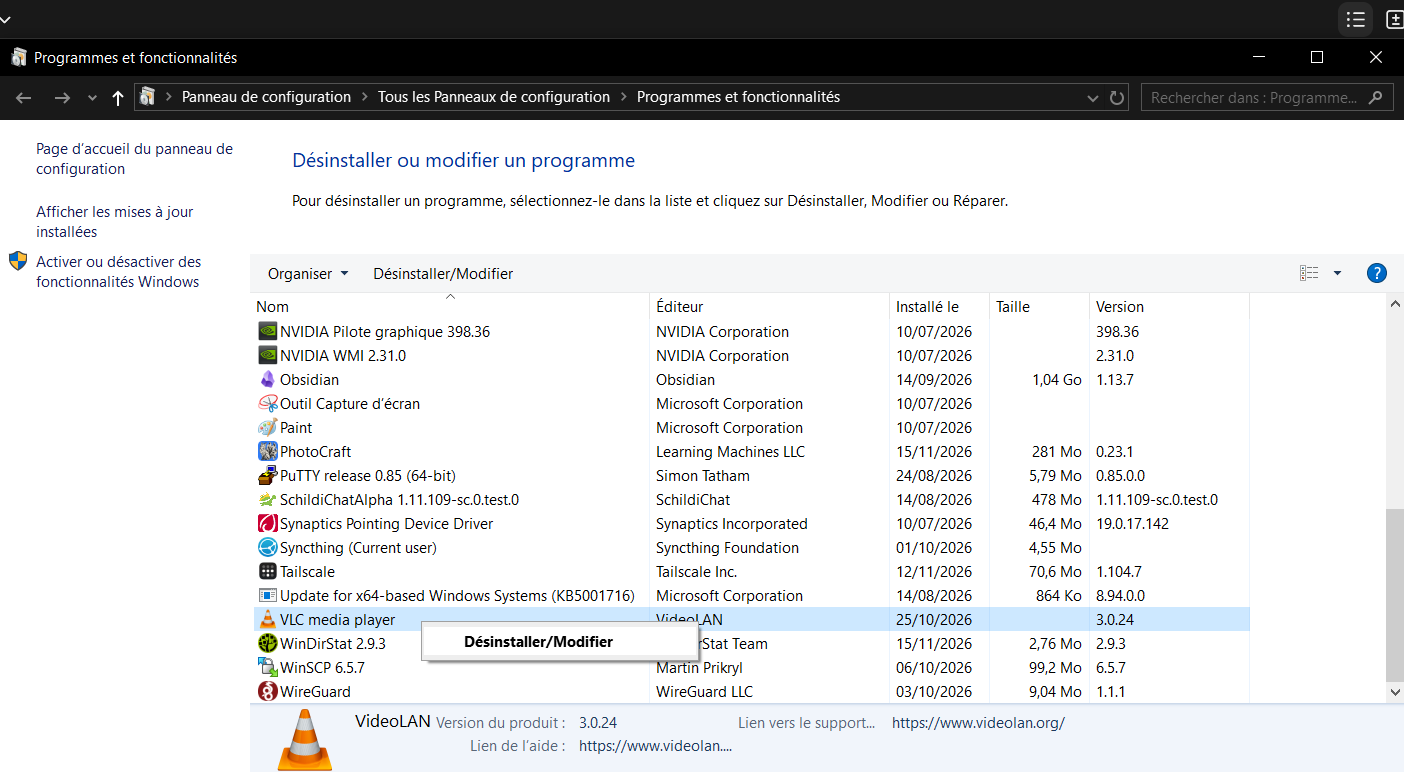 Programmes et fonctionnalités
Panneau de configuration > Tous les Panneaux de configuration > Programmes et fonctionnalités
Rechercher dans : Programme...
Page d'accueil du panneau de
configuration
Afficher les mises à jour
installées
Activer ou désactiver des
fonctionnalités Windows
Désinstaller ou modifier un programme
Pour désinstaller un programme, sélectionnez-le dans la liste et cliquez sur Désinstaller, Modifier ou Réparer.
Organiser Désinstaller/Modifier ?
Nom Éditeur Installé le Taille Version
NVIDIA Pilote graphique 398.36 NVIDIA Corporation 10/07/2026 398.36
NVIDIA WMI 2.31.0 NVIDIA Corporation 10/07/2026 2.31.0
Obsidian Obsidian 14/09/2026 1,04 Go 1.13.7
Outil Capture d'écran Microsoft Corporation 10/07/2026
Paint Microsoft Corporation 10/07/2026
PhotoCraft Learning Machines LLC 15/11/2026 281 Mo 0.23.1
PuTTY release 0.85 (64-bit) Simon Tatham 24/08/2026 5,79 Mo 0.85.0.0
SchildiChatAlpha 1.11.109-sc.0.test.0 SchildiChat 14/08/2026 478 Mo 1.11.109-sc.0.test.0
Synaptics Pointing Device Driver Synaptics Incorporated 10/07/2026 46,4 Mo 19.0.17.142
Syncthing (Current user) Syncthing Foundation 01/10/2026 4,55 Mo
Tailscale Tailscale Inc. 12/11/2026 70,6 Mo 1.104.7
Update for x64-based Windows Systems (KB5001716) Microsoft Corporation 14/08/2026 864 Ko 8.94.0.0
VLC media player VideoLAN 25/10/2026 3.0.24
Désinstaller/Modifier
WinDirStat 2.9.3 rStat Team 15/11/2026 2,76 Mo 2.9.3
WinSCP 6.5.7 Martin Prikryl 06/10/2026 99,2 Mo 6.5.7
WireGuard WireGuard LLC 03/10/2026 9,04 Mo 1.1.1
VideoLAN Version du produit : 3.0.24 Lien vers le support... https://www.videolan.org/
Lien de l'aide : https://www.videolan....